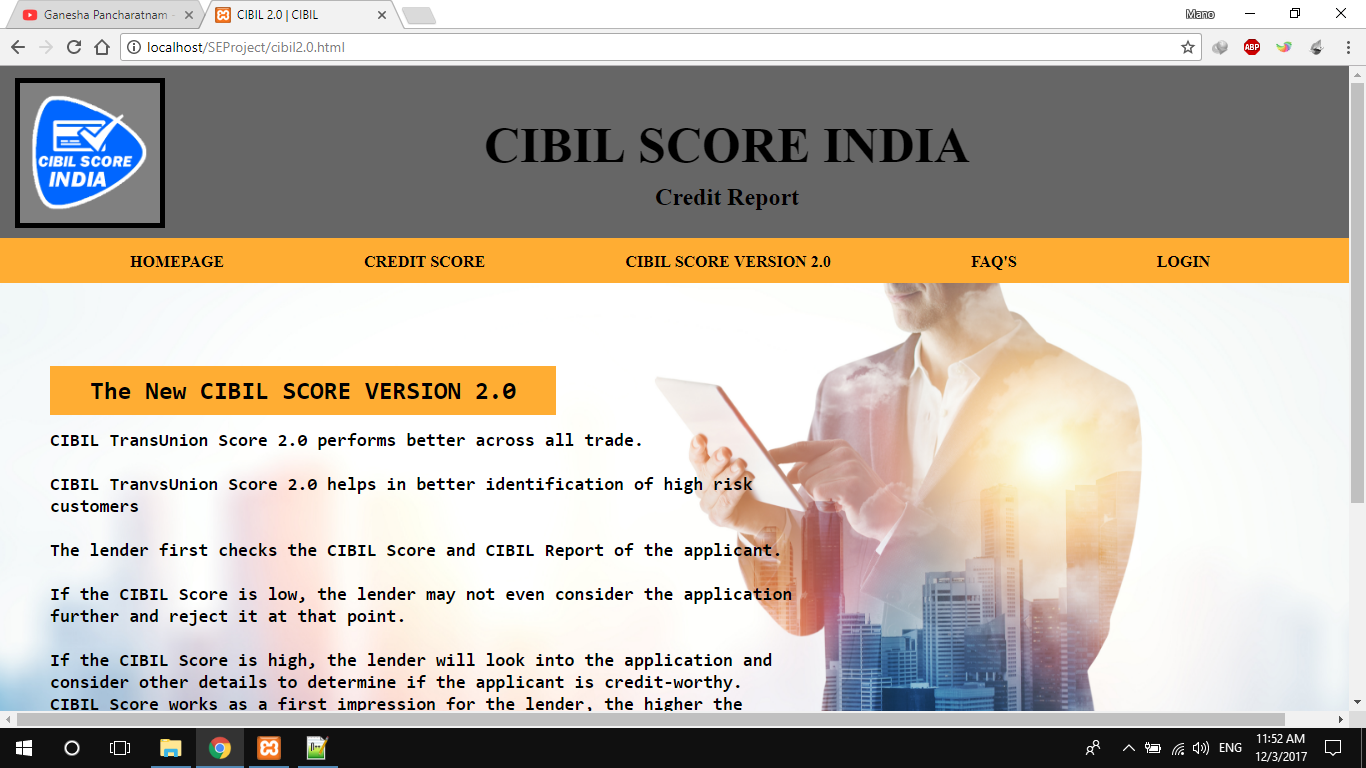 Ganesha Pancharatnam -
CIBIL 2.0 | CIBIL
Mano
localhost/SEProject/cibil2.0.html
ABP
CIBIL SCORE
INDIA
CIBIL SCORE INDIA
Credit Report
HOMEPAGE CREDIT SCORE CIBIL SCORE VERSION 2.0 FAQ'S LOGIN
The New CIBIL SCORE VERSION 2.0
CIBIL TransUnion Score 2.0 performs better across all trade.
CIBIL TranvsUnion Score 2.0 helps in better identification of high risk
customers
The lender first checks the CIBIL Score and CIBIL Report of the applicant.
If the CIBIL Score is low, the lender may not even consider the application
further and reject it at that point.
If the CIBIL Score is high, the lender will look into the application and
consider other details to determine if the applicant is credit-worthy.
CIBIL Score works as a first impression for the lender, the higher the
ENG
11:52 AM
12/3/2017